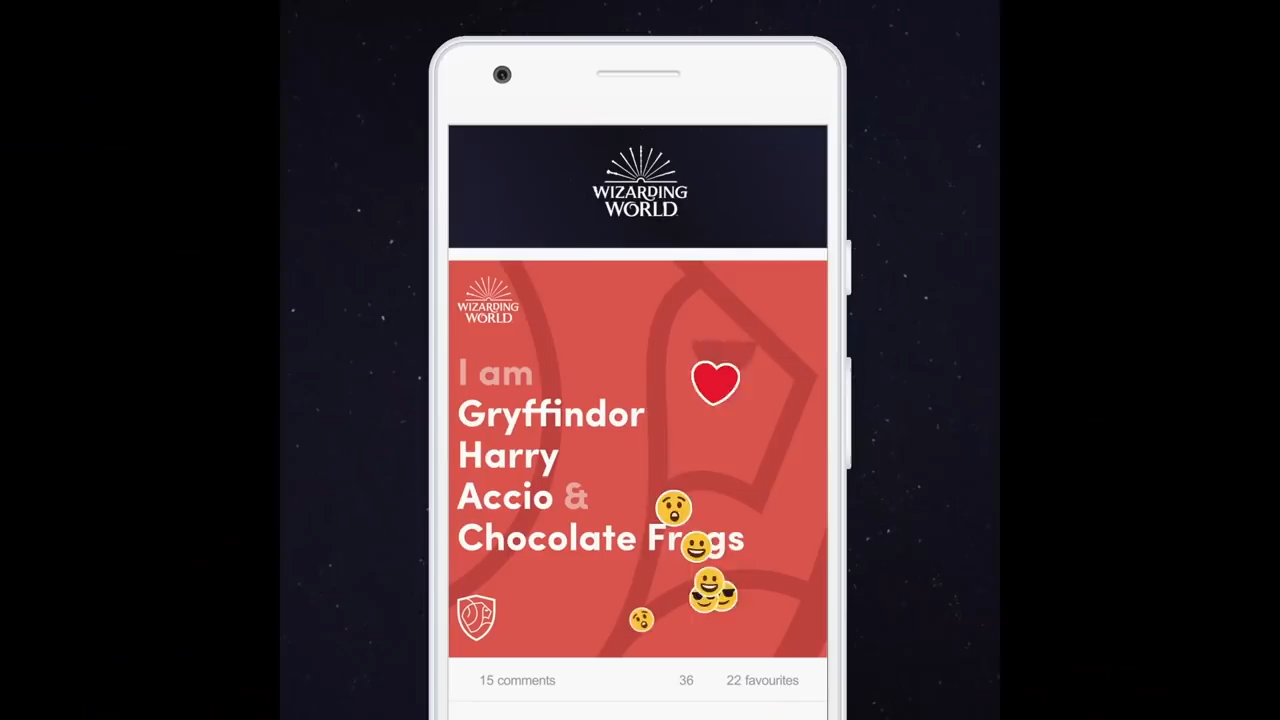 WIZARDING
WORLD
WIZARDING
WORLD
I am
Gryffindor
Harry
Accio &
Chocolate Frogs
15 comments 36 22 favourites